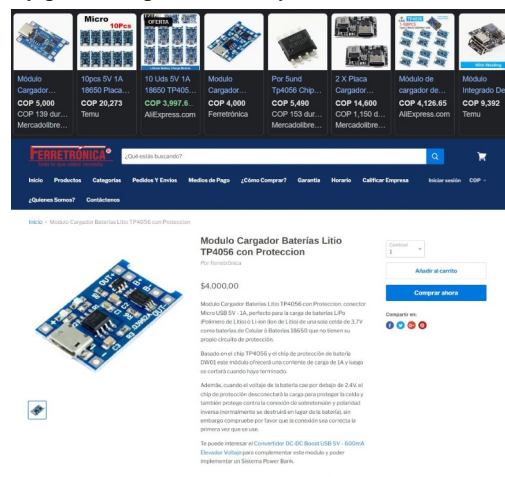 Micro
10Pcs
OFERTA
Módulo
Cargador...
COP 5,000
COP 139 dur...
Mercadolibre...
10pcs 5V 1A
18650 Placa...
COP 20,273
Temu
10 Uds 5V 1A
18650 TP405...
COP 3,997.6...
AliExpress.com
Modulo
Cargador...
COP 4,000
Ferretrónica
Por 5und
Tp4056 Chip...
COP 5,490
COP 153 dur...
Mercadolibre...
2 X Placa
Cargador...
COP 14,600
COP 1,150 d...
Mercadolibre...
Módulo de
cargador de...
COP 4,126.65
AliExpress.com
Módulo
Integrado De
COP 9,392
Temu
FERRETRÓNICA
¿Qué estás buscando?
Inicio Productos Categorías Pedidos Y Envios Medios de Pago ¿Cómo Comprar? Garantía Horario Calificar Empresa Iniciar sesión COP
¿Quienes Somos? Contáctenos
Inicio › Modulo Cargador Baterías Litio TP4056 con Proteccion
Modulo Cargador Baterías Litio
TP4056 con Proteccion
Por Ferretrónica
$4.000,00
Modulo Cargador Baterias Litio TP4056 con Proteccion, conector
Micro USB 5V - 1A, perfecto para la carga de baterías LiPo
(Polimero de Litio) ó Li-ion (Ion de Litio) de una sola celda de 3.7V
como baterías de Celular ó Baterias 18650 que no tienen su
propio circuito de protección.
Basado en el chip TP4056 y el chip de protección de batería
DW01 este módulo ofrecerá una corriente de carga de 1A y luego
se cortará cuando haya terminado.
Además, cuando el voltaje de la batería cae por debajo de 2.4V, el
chip de protección desconectará la carga para proteger la celda y
también protege contra la conexión de sobretensión y polaridad
inversa (normalmente se destruirá en lugar de la batería), sin
embargo compruebe por favor que la conexión sea correcta la
primera vez que se use.
Te puede interesar el Convertidor DC-DC Boost USB 5V - 600mA
Elevador Voltaje para complementar este modulo y poder
implementar un Sistema Power Bank.
Cantidad
1
Añadir al carrito
Comprar ahora
Compartir en:
OUT-
B-
B+